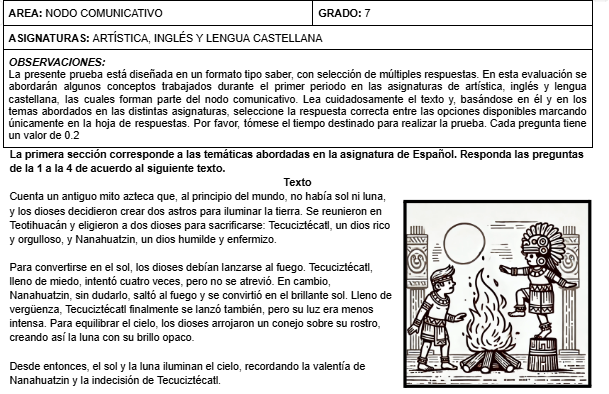 AREA: NODO COMUNICATIVO
GRADO: 7
ASIGNATURAS: ARTÍSTICA, INGLÉS Y LENGUA CASTELLANA
OBSERVACIONES:
La presente prueba está diseñada en un formato tipo saber, con selección de múltiples respuestas. En esta evaluación se
abordarán algunos conceptos trabajados durante el primer periodo en las asignaturas de artística, inglés y lengua
castellana, las cuales forman parte del nodo comunicativo. Lea cuidadosamente el texto y, basándose en él y en los
temas abordados en las distintas asignaturas, seleccione la respuesta correcta entre las opciones disponibles marcando
únicamente en la hoja de respuestas. Por favor, tómese el tiempo destinado para realizar la prueba. Cada pregunta tiene
un valor de 0.2
La primera sección corresponde a las temáticas abordadas en la asignatura de Español. Responda las preguntas
de la 1 a la 4 de acuerdo al siguiente texto.
Texto
Cuenta un antiguo mito azteca que, al principio del mundo, no había sol ni luna,
y los dioses decidieron crear dos astros para iluminar la tierra. Se reunieron en
Teotihuacán y eligieron a dos dioses para sacrificarse: Tecuciztécatl, un dios rico
y orgulloso, y Nanahuatzin, un dios humilde y enfermizo.
Para convertirse en el sol, los dioses debían lanzarse al fuego. Tecuciztécatl,
lleno de miedo, intentó cuatro veces, pero no se atrevió. En cambio,
Nanahuatzin, sin dudarlo, saltó al fuego y se convirtió en el brillante sol. Lleno de
vergüenza, Tecuciztécatl finalmente se lanzó también, pero su luz era menos
intensa. Para equilibrar el cielo, los dioses arrojaron un conejo sobre su rostro,
creando así la luna con su brillo opaco.
Desde entonces, el sol y la luna iluminan el cielo, recordando la valentía de
Nanahuatzin y la indecisión de Tecuciztécatl.